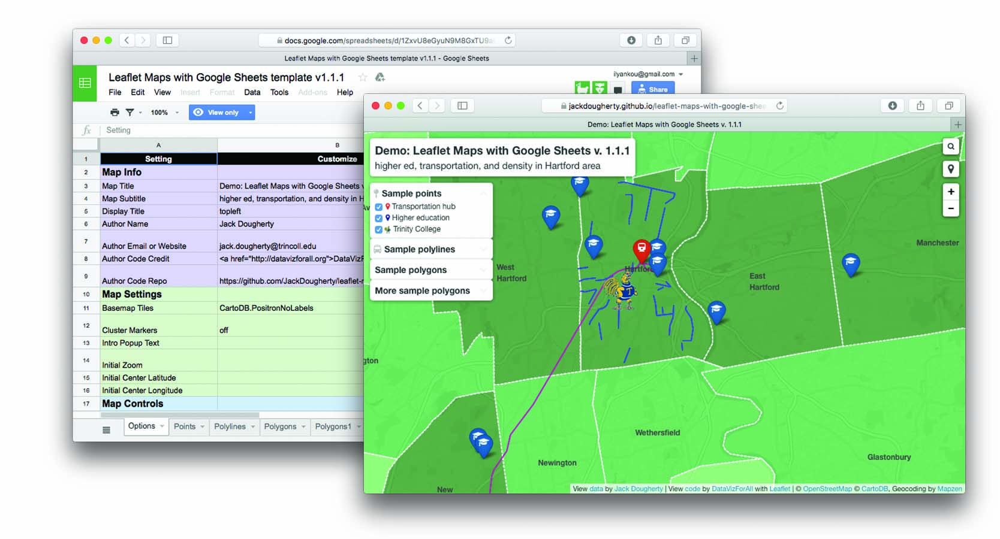 docs.google.com/spreadsheets/d/1ZxvU8eGyuN9M8GxTU9a
Leaflet Maps with Google Sheets template v1.1.1 - Google Sheets
Leaflet Maps with Google Sheets template v1.1.1
ilyankou@gmail.com
File Edit View Insert Format Data Tools Add-ons Help
Share
100% View only
fx Setting
A B
1 Setting Customize
2 Map Info
3 Map Title Demo: Leaflet Maps with Google Sheets v
4 Map Subtitle higher ed, transportation, and density in H
5 Display Title topleft
6 Author Name Jack Dougherty
7 Author Email or Website jack.dougherty@trincoll.edu
8 Author Code Credit <a href="http://datavizforall.org">DataVizF
9 Author Code Repo https://github.com/JackDougherty/leaflet-
10 Map Settings
11 Basemap Tiles CartoDB.PositronNoLabels
12 Cluster Markers off
13 Intro Popup Text
14 Initial Zoom
15 Initial Center Latitude
16 Initial Center Longitude
17 Map Controls
Options Points Polylines Polygons Polygons1
jackdougherty.github.io/leaflet-maps-with-google-shee
Demo: Leaflet Maps with Google Sheets v. 1.1.1
Demo: Leaflet Maps with Google Sheets v. 1.1.1
higher ed, transportation, and density in Hartford area
Sample points
Transportation hub
Higher education
Trinity College
Sample polylines
Sample polygons
More sample polygons
+
−
Av
West
Hartford
Hartford
T
East
Hartford
Manchester
gton
Wethersfield
Newington
Glastonbury
New
View data by Jack Dougherty | View code by DataVizForAll with Leaflet | © OpenStreetMap © CartoDB, Geocoding by Mapzen